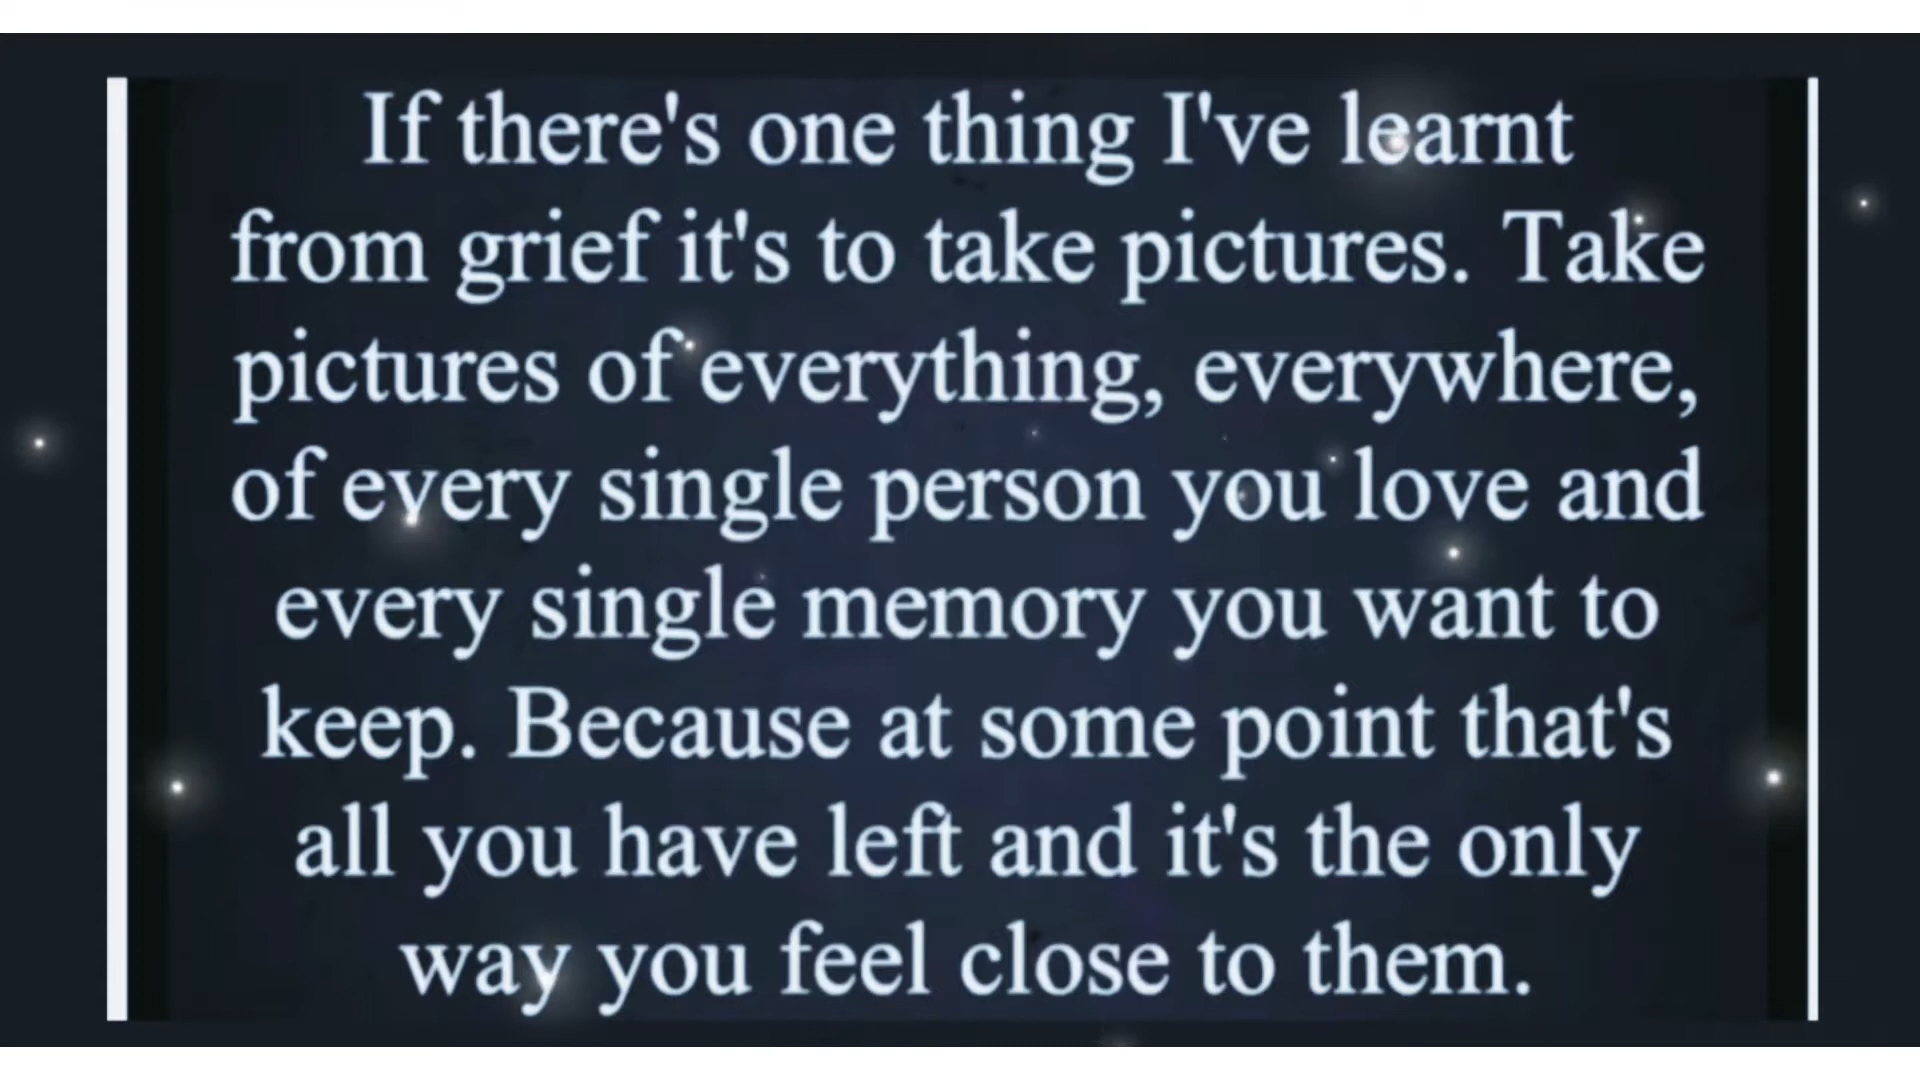 If there's one thing I've learnt
from grief it's to take pictures. Take
pictures of everything, everywhere,
of every single person you love and
every single memory you want to
keep. Because at some point that's
all you have left and it's the only
way you feel close to them.